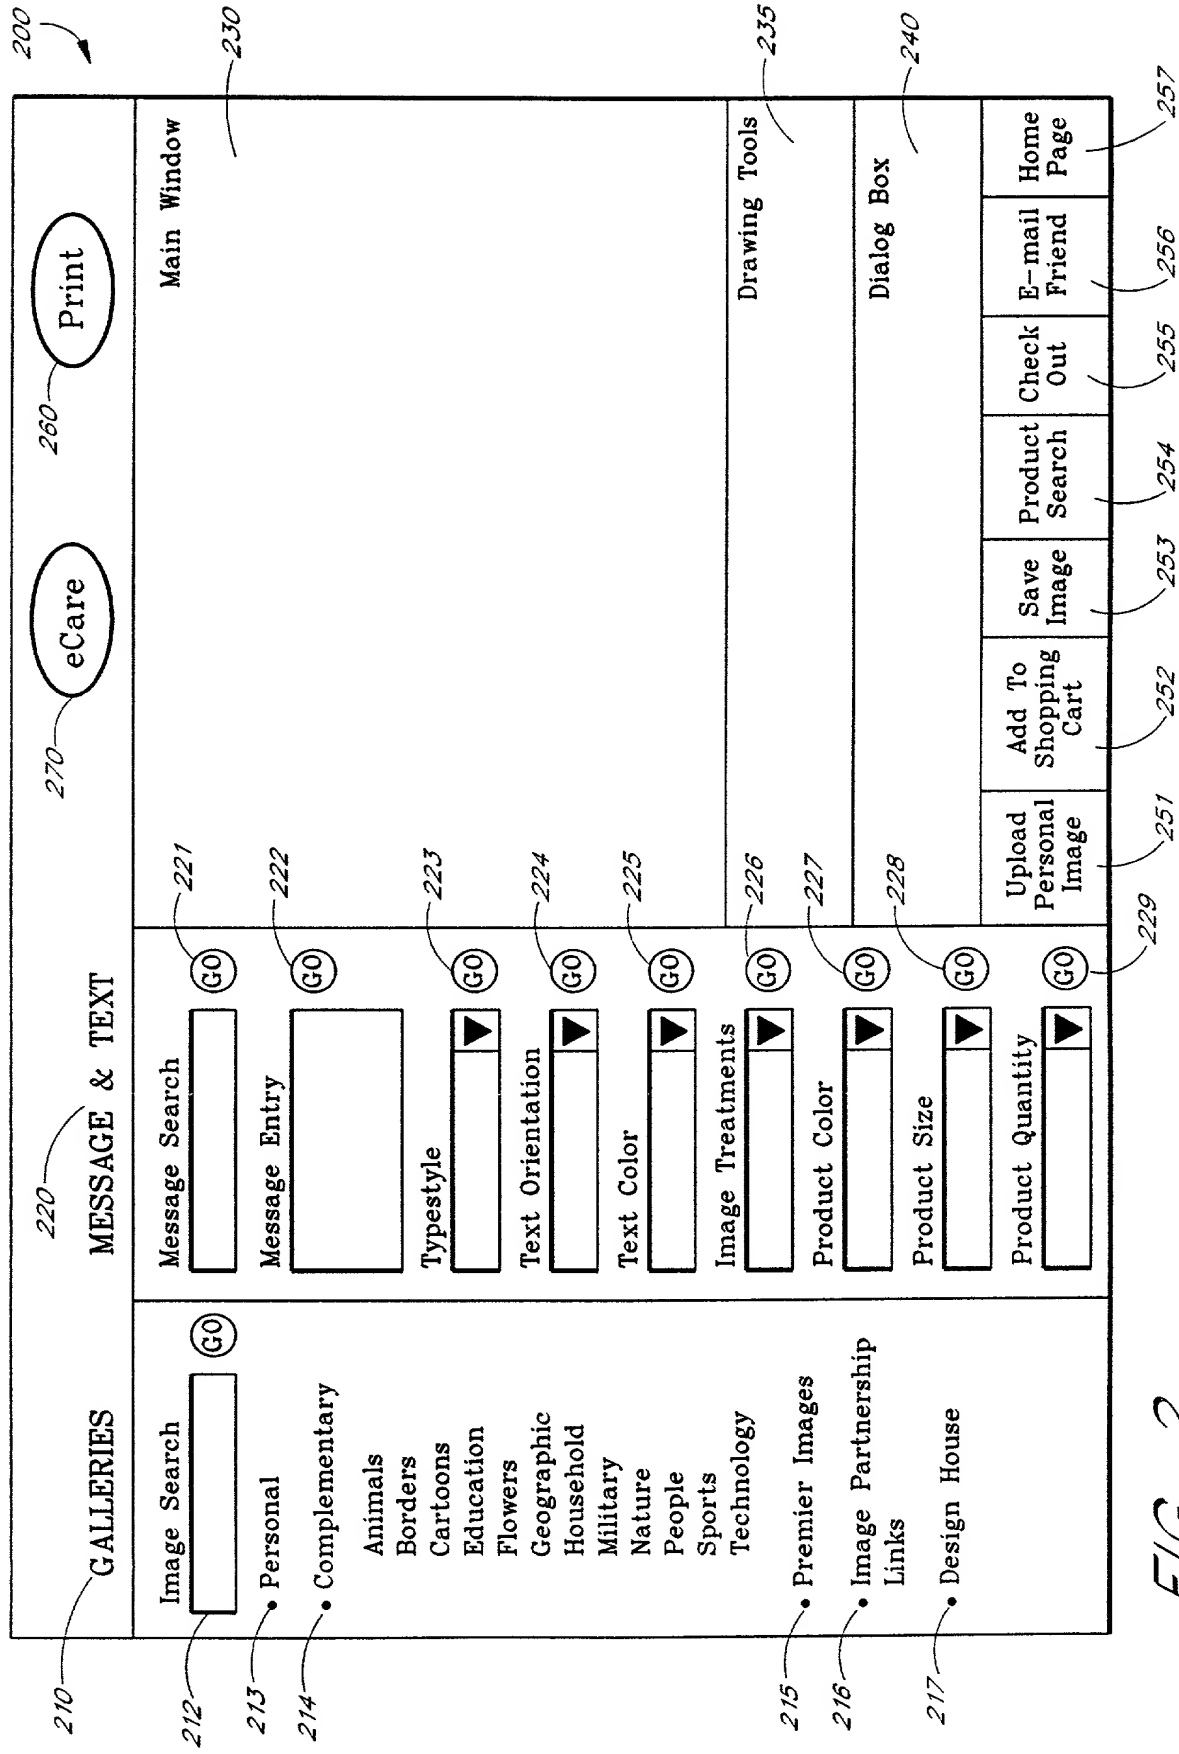 200
210
GALLERIES
220
MESSAGE & TEXT
270
eCare
260
Print
Image Search
GO
212
213
• Personal
214
• Complementary
Animals
Borders
Cartoons
Education
Flowers
Geographic
Household
Military
Nature
People
Sports
Technology
215
• Premier Images
216
• Image Partnership
Links
217
• Design House
Message Search
GO
221
Message Entry
GO
222
Typestyle
GO
223
Text Orientation
GO
224
Text Color
GO
225
Image Treatments
GO
226
Product Color
GO
227
Product Size
GO
228
Product Quantity
GO
229
Main Window
230
Drawing Tools
235
Dialog Box
240
Upload
Personal
Image
251
Add To
Shopping
Cart
252
Save
Image
253
Product
Search
254
Check
Out
255
E-mail
Friend
256
Home
Page
257
FIG. 2